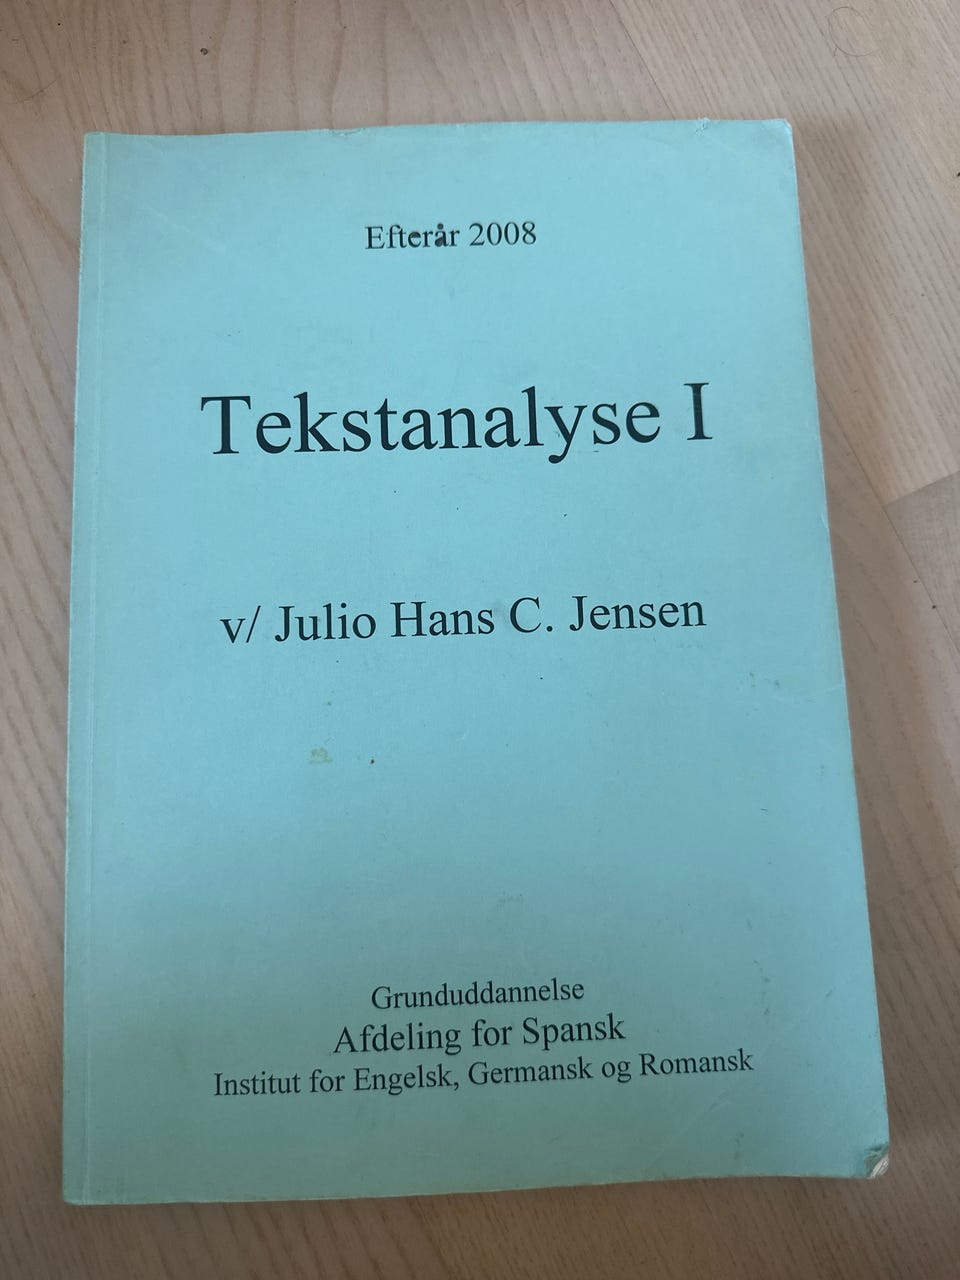 Efterår 2008
Tekstanalyse I
v/ Julio Hans C. Jensen
Grunduddannelse
Afdeling for Spansk
Institut for Engelsk, Germansk og Romansk